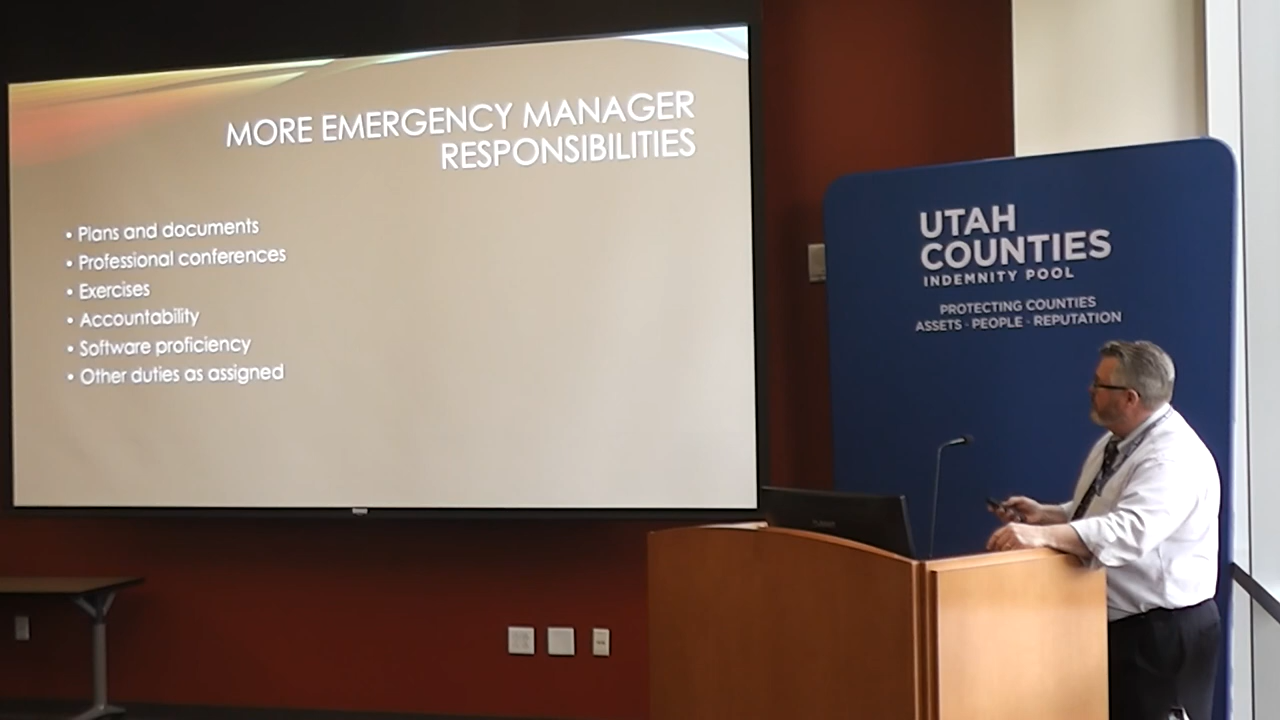 MORE EMERGENCY MANAGER
RESPONSIBILITIES
• Plans and documents
• Professional conferences
• Exercises
• Accountability
• Software proficiency
• Other duties as assigned
UTAH
COUNTIES
INDEMNITY POOL
PROTECTING COUNTIES
ASSETS · PEOPLE · REPUTATION